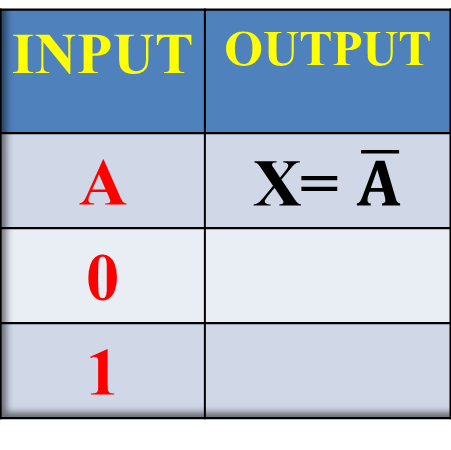 INPUT OUTPUT
A X= A̅
0
1